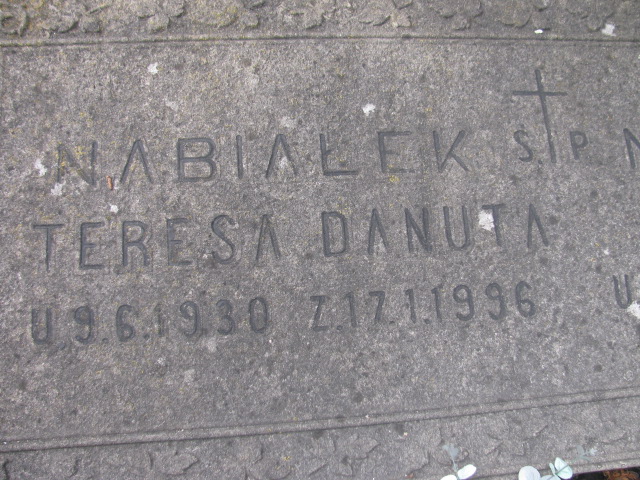 NABIAŁEK Ś P
TERESA DANUTA
U.9.6.1930 Z.17.1.1996